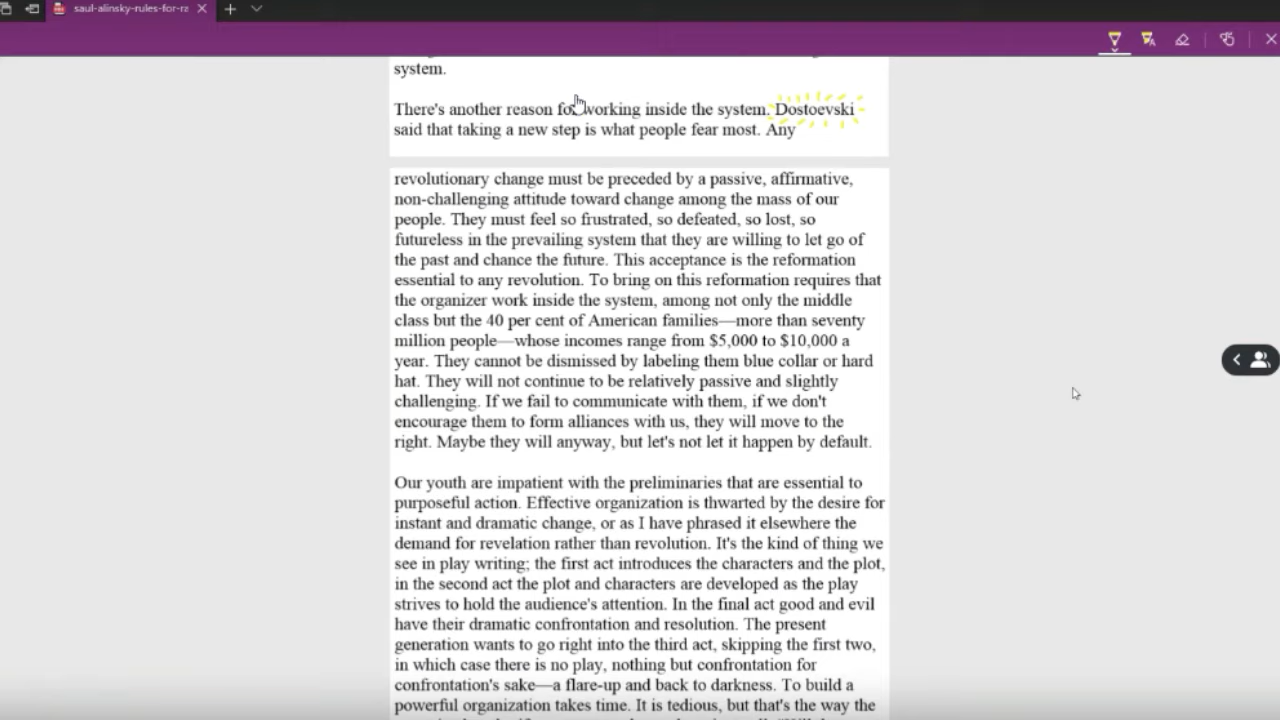 saul-alinsky-rules-for-ra
system.
There's another reason for working inside the system. Dostoevski
said that taking a new step is what people fear most. Any
revolutionary change must be preceded by a passive, affirmative,
non-challenging attitude toward change among the mass of our
people. They must feel so frustrated, so defeated, so lost, so
futureless in the prevailing system that they are willing to let go of
the past and chance the future. This acceptance is the reformation
essential to any revolution. To bring on this reformation requires that
the organizer work inside the system, among not only the middle
class but the 40 per cent of American families—more than seventy
million people—whose incomes range from $5,000 to $10,000 a
year. They cannot be dismissed by labeling them blue collar or hard
hat. They will not continue to be relatively passive and slightly
challenging. If we fail to communicate with them, if we don't
encourage them to form alliances with us, they will move to the
right. Maybe they will anyway, but let's not let it happen by default.
Our youth are impatient with the preliminaries that are essential to
purposeful action. Effective organization is thwarted by the desire for
instant and dramatic change, or as I have phrased it elsewhere the
demand for revelation rather than revolution. It's the kind of thing we
see in play writing; the first act introduces the characters and the plot,
in the second act the plot and characters are developed as the play
strives to hold the audience's attention. In the final act good and evil
have their dramatic confrontation and resolution. The present
generation wants to go right into the third act, skipping the first two,
in which case there is no play, nothing but confrontation for
confrontation's sake—a flare-up and back to darkness. To build a
powerful organization takes time. It is tedious, but that's the way the